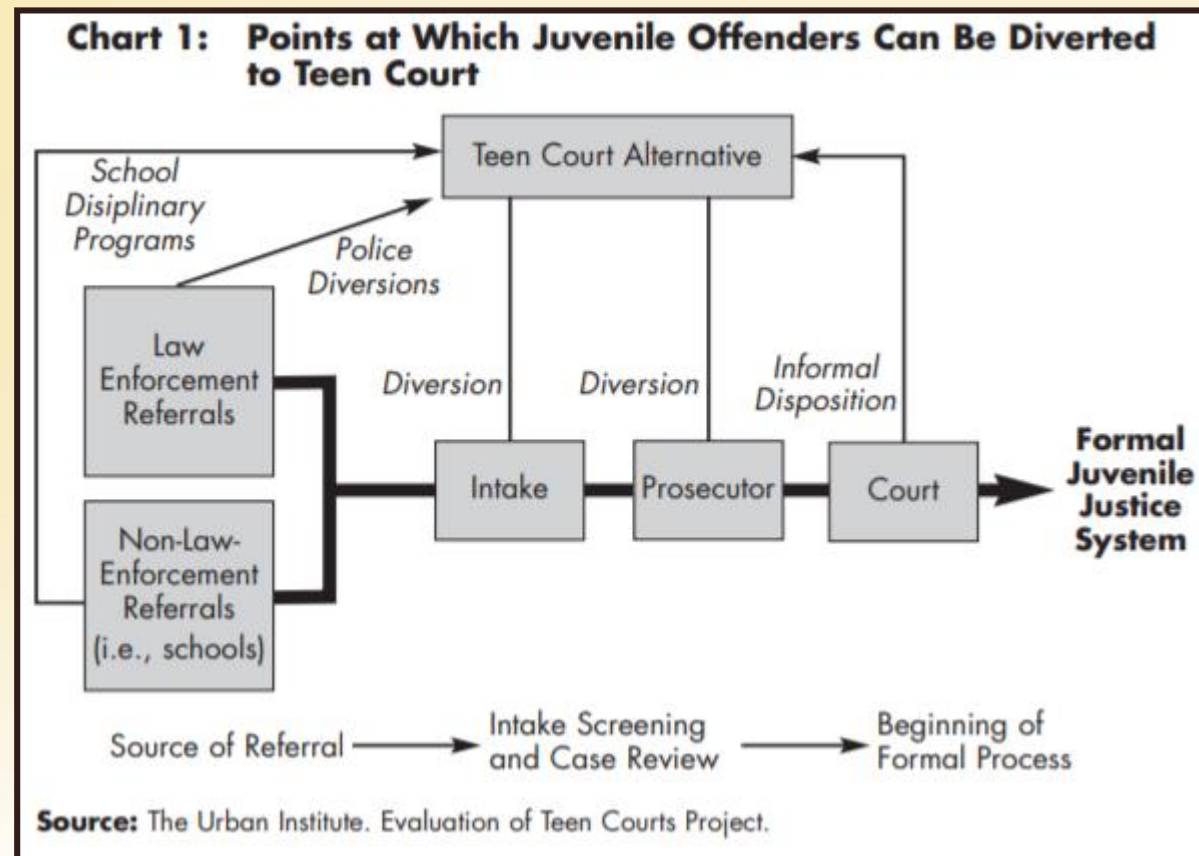 Chart 1: Points at Which Juvenile Offenders Can Be Diverted
to Teen Court
Teen Court Alternative
School
Disiplinary
Programs
Police
Diversions
Law
Enforcement
Referrals
Diversion
Diversion
Informal
Disposition
Intake
Prosecutor
Court
Formal
Juvenile
Justice
System
Non-Law-
Enforcement
Referrals
(i.e., schools)
Source of Referral
Intake Screening
and Case Review
Beginning of
Formal Process
Source: The Urban Institute. Evaluation of Teen Courts Project.